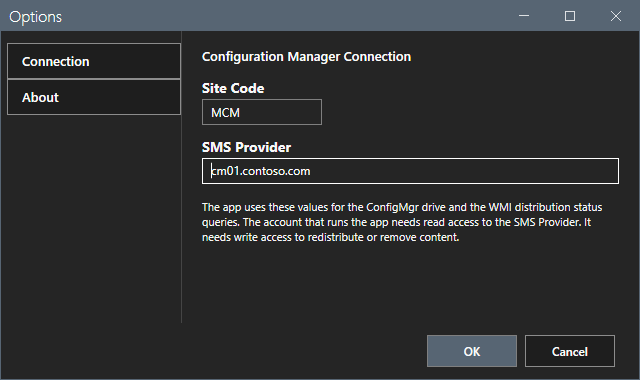 Options
Connection
About
Configuration Manager Connection
Site Code
MCM
SMS Provider
cm01.contoso.com
The app uses these values for the ConfigMgr drive and the WMI distribution status
queries. The account that runs the app needs read access to the SMS Provider. It
needs write access to redistribute or remove content.
OK
Cancel